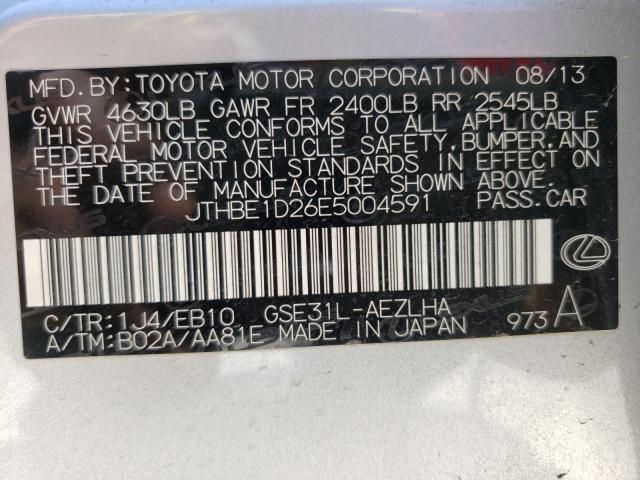 MFD.BY:TOYOTA MOTOR CORPORATION 08/13
GVWR 4630LB GAWR FR 2400LB RR 2545LB
THIS VEHICLE CONFORMS TO ALL APPLICABLE
FEDERAL MOTOR VEHICLE SAFETY,BUMPER,AND
THEFT PREVENTION STANDARDS IN EFFECT ON
THE DATE OF MANUFACTURE SHOWN ABOVE.
JTHBE1D26E5004591 PASS.CAR
C/TR:1J4/EB10 GSE31L-AEZLHA
A/TM:B02A/AA81E MADE IN JAPAN 973 A